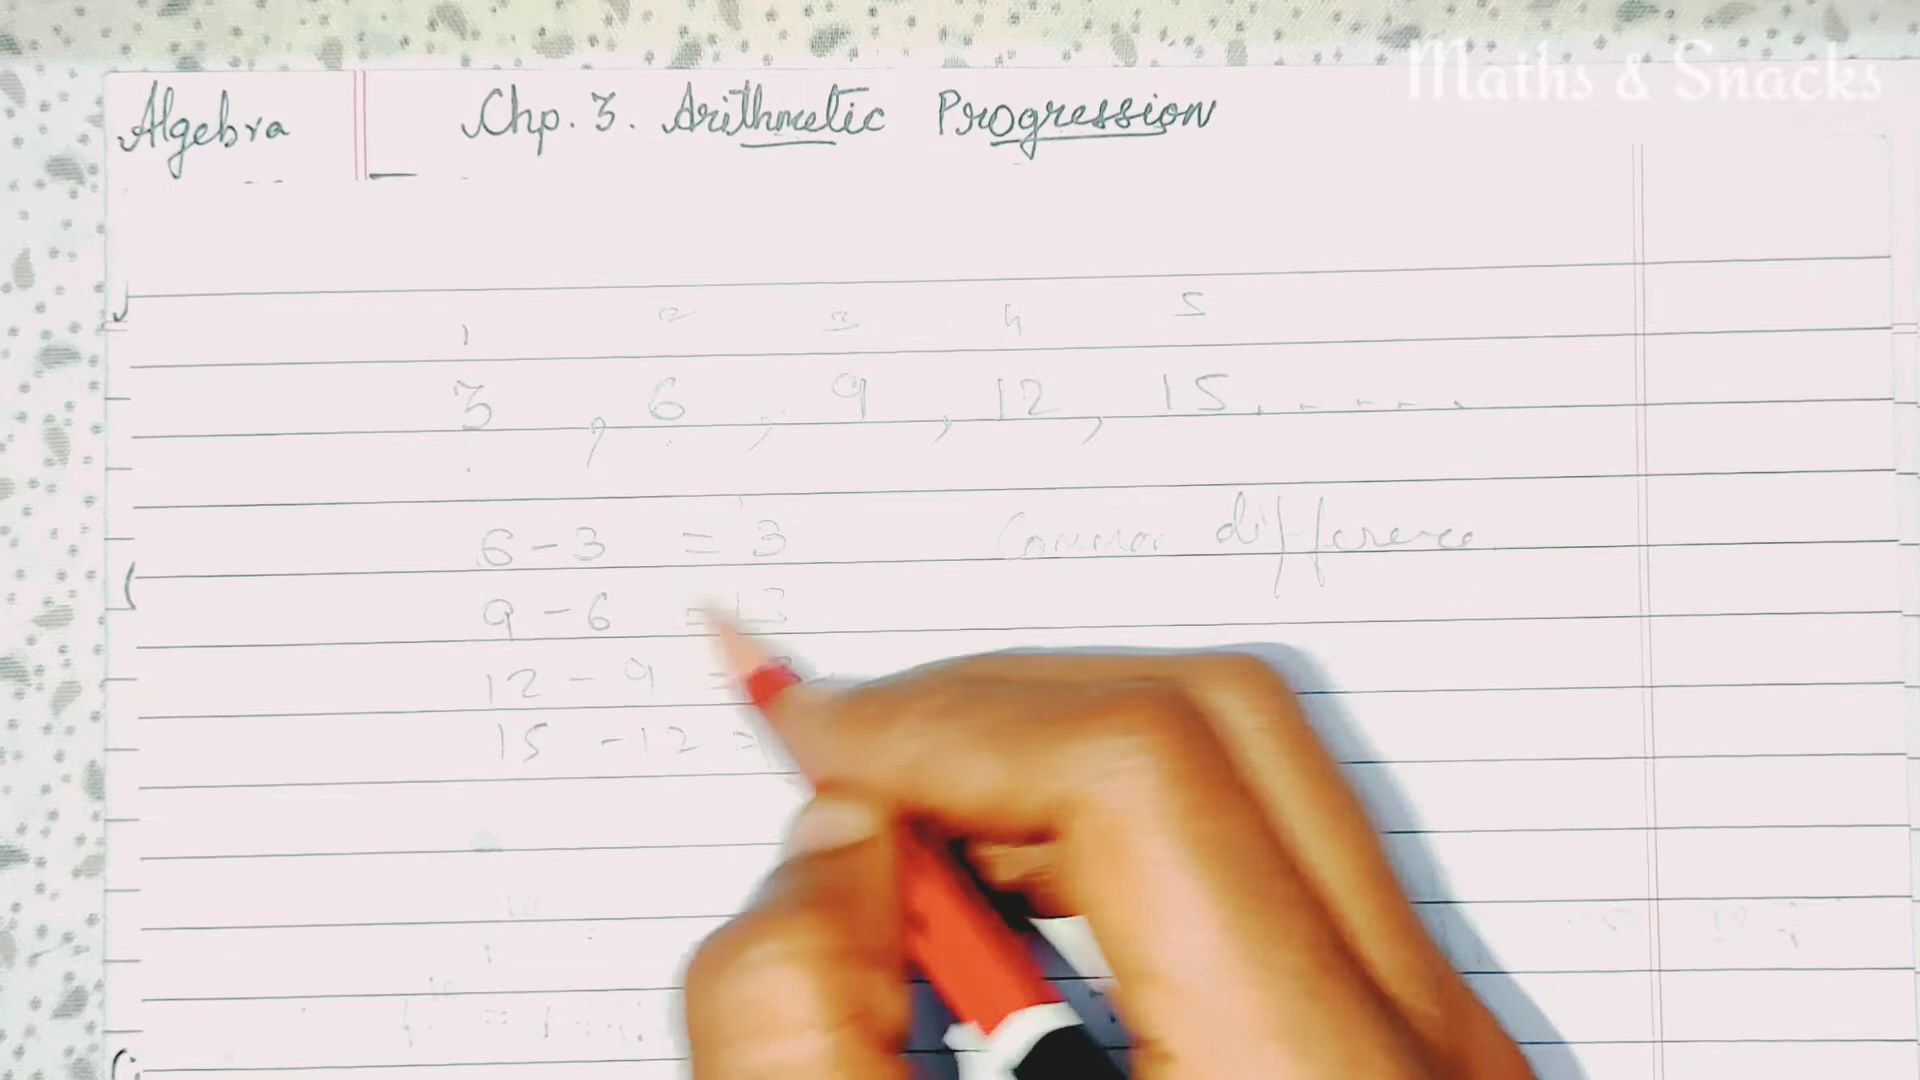 Maths & Snacks
Algebra Chp. 3. Arithmetic Progression
1 2 3 4 5
3 , 6 , 9 , 12 , 15 . - - - - .
6 - 3 = 3 Common difference
9 - 6 = 3
12 - 9 =
15 - 12 =